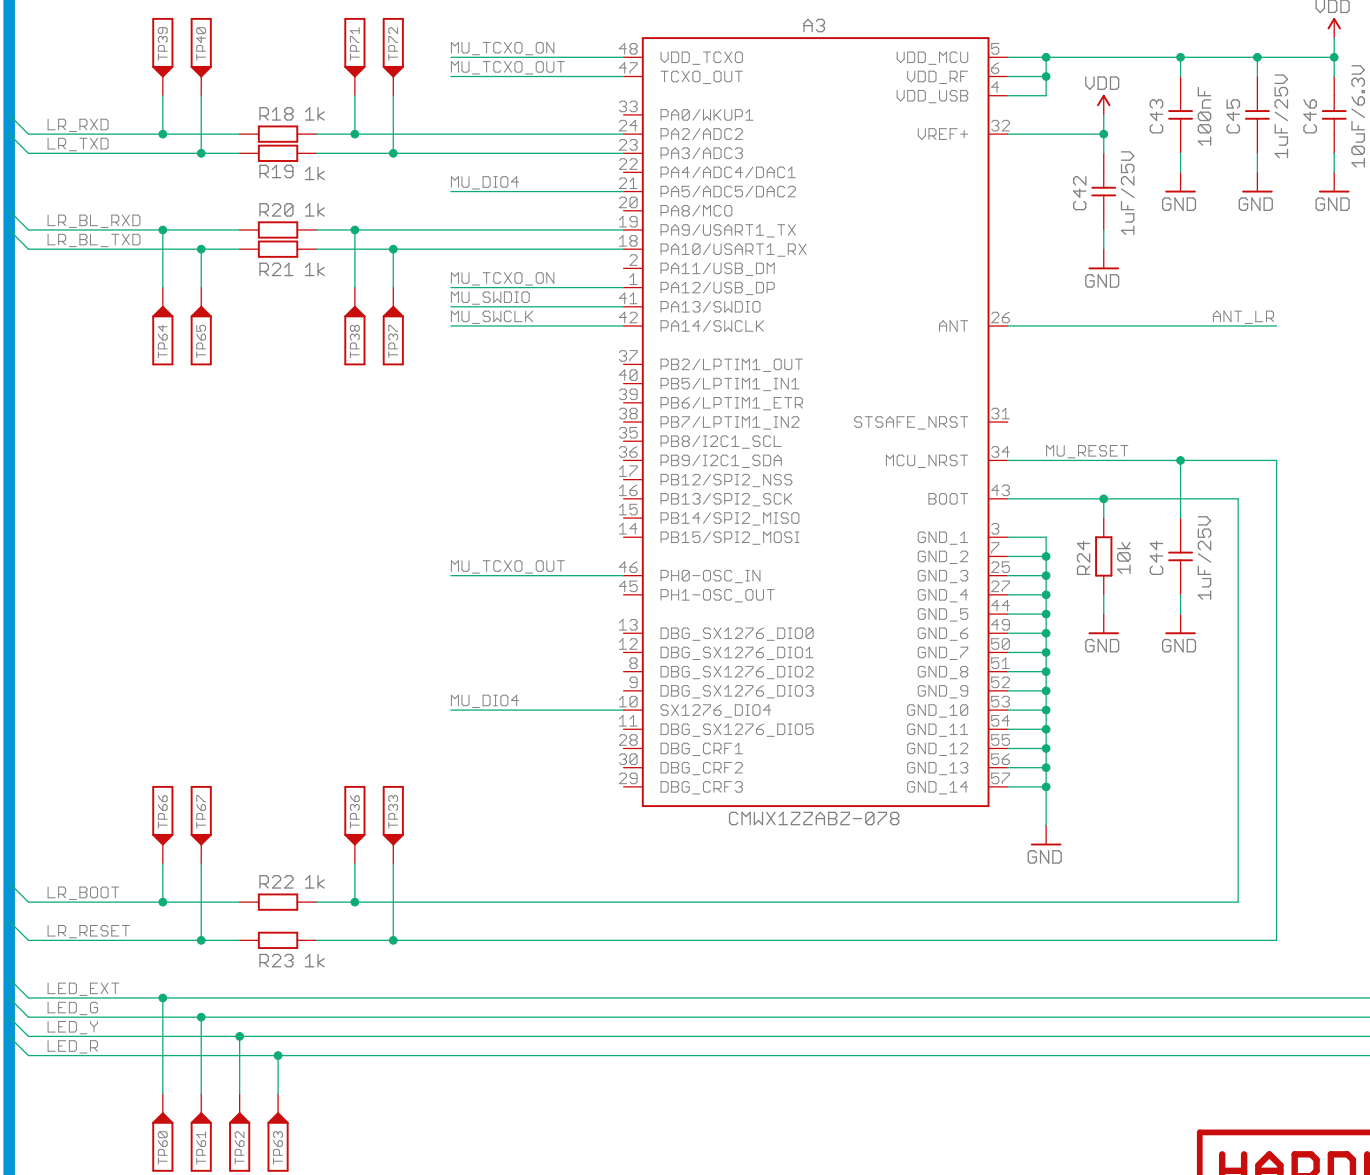 VDD
A3
TP39
TP40
TP71
TP72
MU_TCXO_ON 48 VDD_TCXO VDD_MCU 5
MU_TCXO_OUT 47 TCXO_OUT VDD_RF 6
VDD_USB 4
VDD
33 PA0/WKUP1
LR_RXD R18 1k 24 PA2/ADC2 VREF+ 32
LR_TXD R19 1k 23 PA3/ADC3
C43 100nF
C45 1uF/25V
C46 10uF/6.3V
C42 1uF/25V
GND GND GND
22 PA4/ADC4/DAC1
MU_DIO4 21 PA5/ADC5/DAC2
20 PA8/MCO
LR_BL_RXD R20 1k 19 PA9/USART1_TX
LR_BL_TXD R21 1k 18 PA10/USART1_RX
2 PA11/USB_DM
MU_TCXO_ON 1 PA12/USB_DP
GND
MU_SWDIO 41 PA13/SWDIO
MU_SWCLK 42 PA14/SWCLK ANT 26 ANT_LR
TP64
TP65
TP38
TP37
37 PB2/LPTIM1_OUT
40 PB5/LPTIM1_IN1
39 PB6/LPTIM1_ETR
38 PB7/LPTIM1_IN2 STSAFE_NRST 31
35 PB8/I2C1_SCL
36 PB9/I2C1_SDA MCU_NRST 34 MU_RESET
17 PB12/SPI2_NSS
16 PB13/SPI2_SCK BOOT 43
15 PB14/SPI2_MISO
14 PB15/SPI2_MOSI GND_1 3
GND_2 7
MU_TCXO_OUT 46 PH0-OSC_IN GND_3 25
45 PH1-OSC_OUT GND_4 27
R24 10k
C44 1uF/25V
GND_5 44
13 DBG_SX1276_DIO0 GND_6 49
GND GND
12 DBG_SX1276_DIO1 GND_7 50
8 DBG_SX1276_DIO2 GND_8 51
9 DBG_SX1276_DIO3 GND_9 52
MU_DIO4 10 SX1276_DIO4 GND_10 53
11 DBG_SX1276_DIO5 GND_11 54
28 DBG_CRF1 GND_12 55
30 DBG_CRF2 GND_13 56
29 DBG_CRF3 GND_14 57
CMWX1ZZABZ-078
TP66
TP67
TP36
TP33
GND
LR_BOOT R22 1k
LR_RESET R23 1k
LED_EXT
LED_G
LED_Y
LED_R
TP60
TP61
TP62
TP63